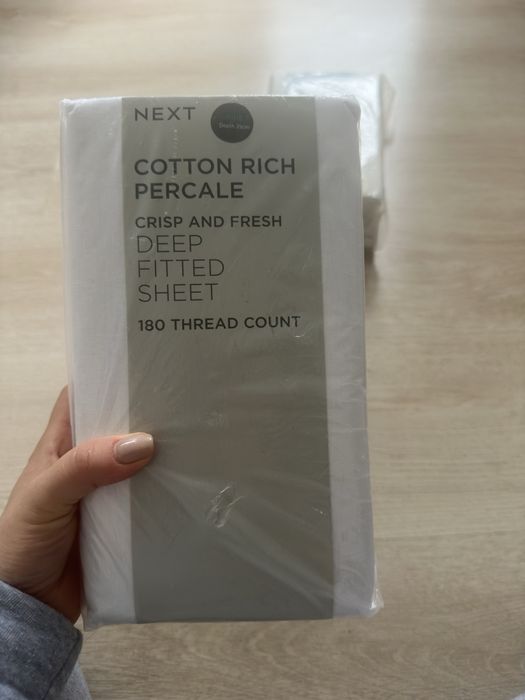 NEXT
COTTON RICH
PERCALE
CRISP AND FRESH
DEEP
FITTED
SHEET
180 THREAD COUNT